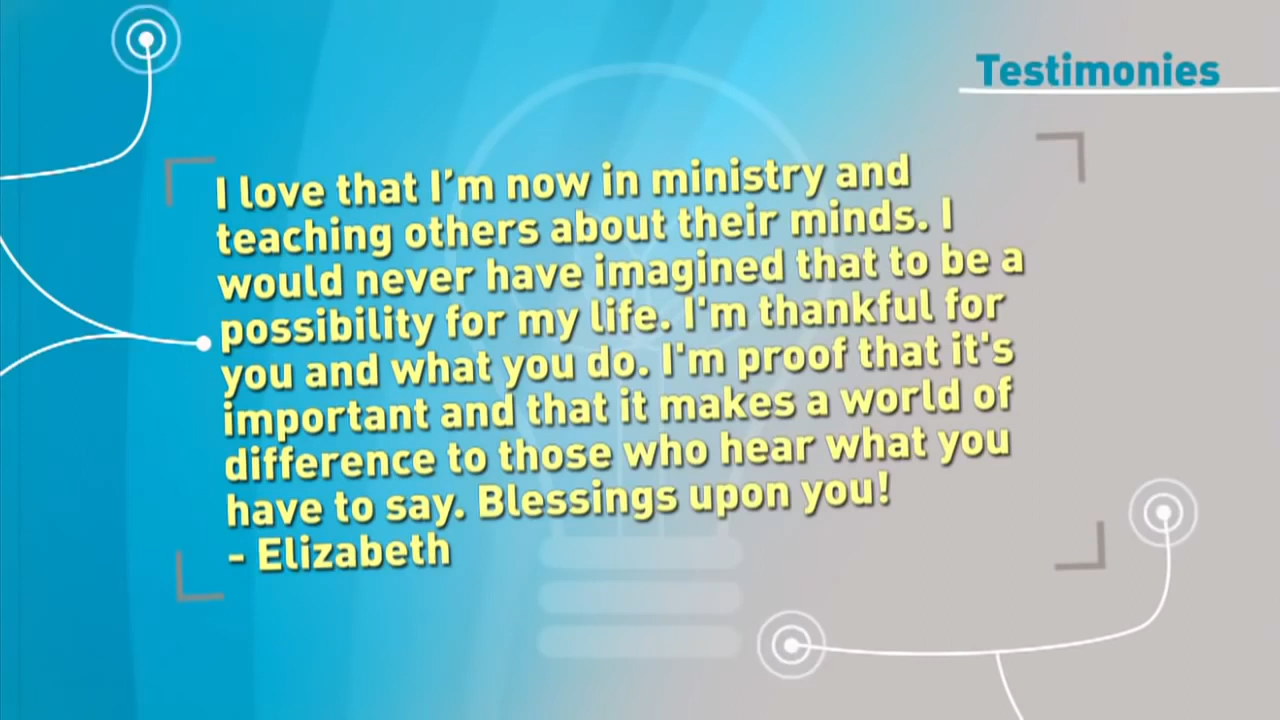 Testimonies
I love that I’m now in ministry and
teaching others about their minds. I
would never have imagined that to be a
possibility for my life. I'm thankful for
you and what you do. I'm proof that it's
important and that it makes a world of
difference to those who hear what you
have to say. Blessings upon you!
- Elizabeth